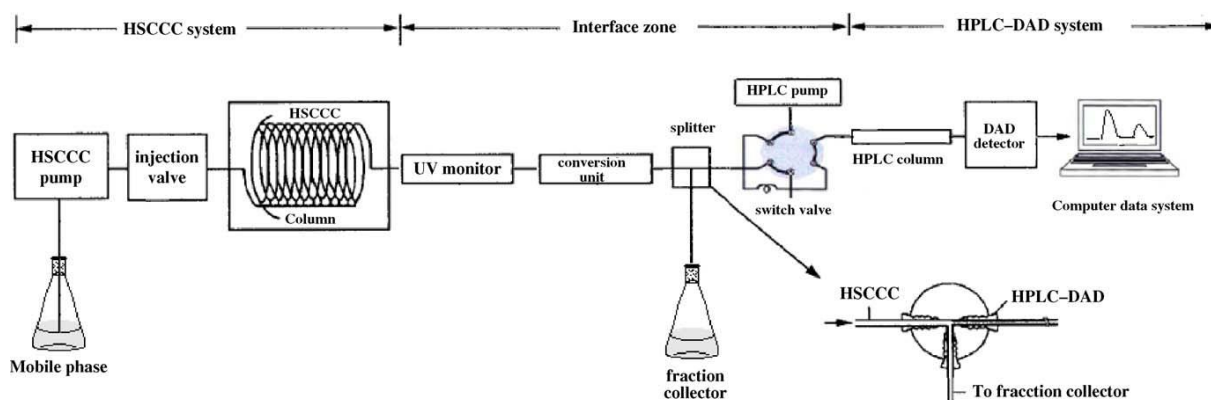 HSCCC system
Interface zone
HPLC–DAD system
HPLC pump
splitter
HSCCC
HSCCC
pump
injection
valve
UV monitor
conversion
unit
HPLC column
DAD
detector
Column
switch valve
Computer data system
HSCCC
HPLC–DAD
Mobile phase
fraction
collector
To fracction collector